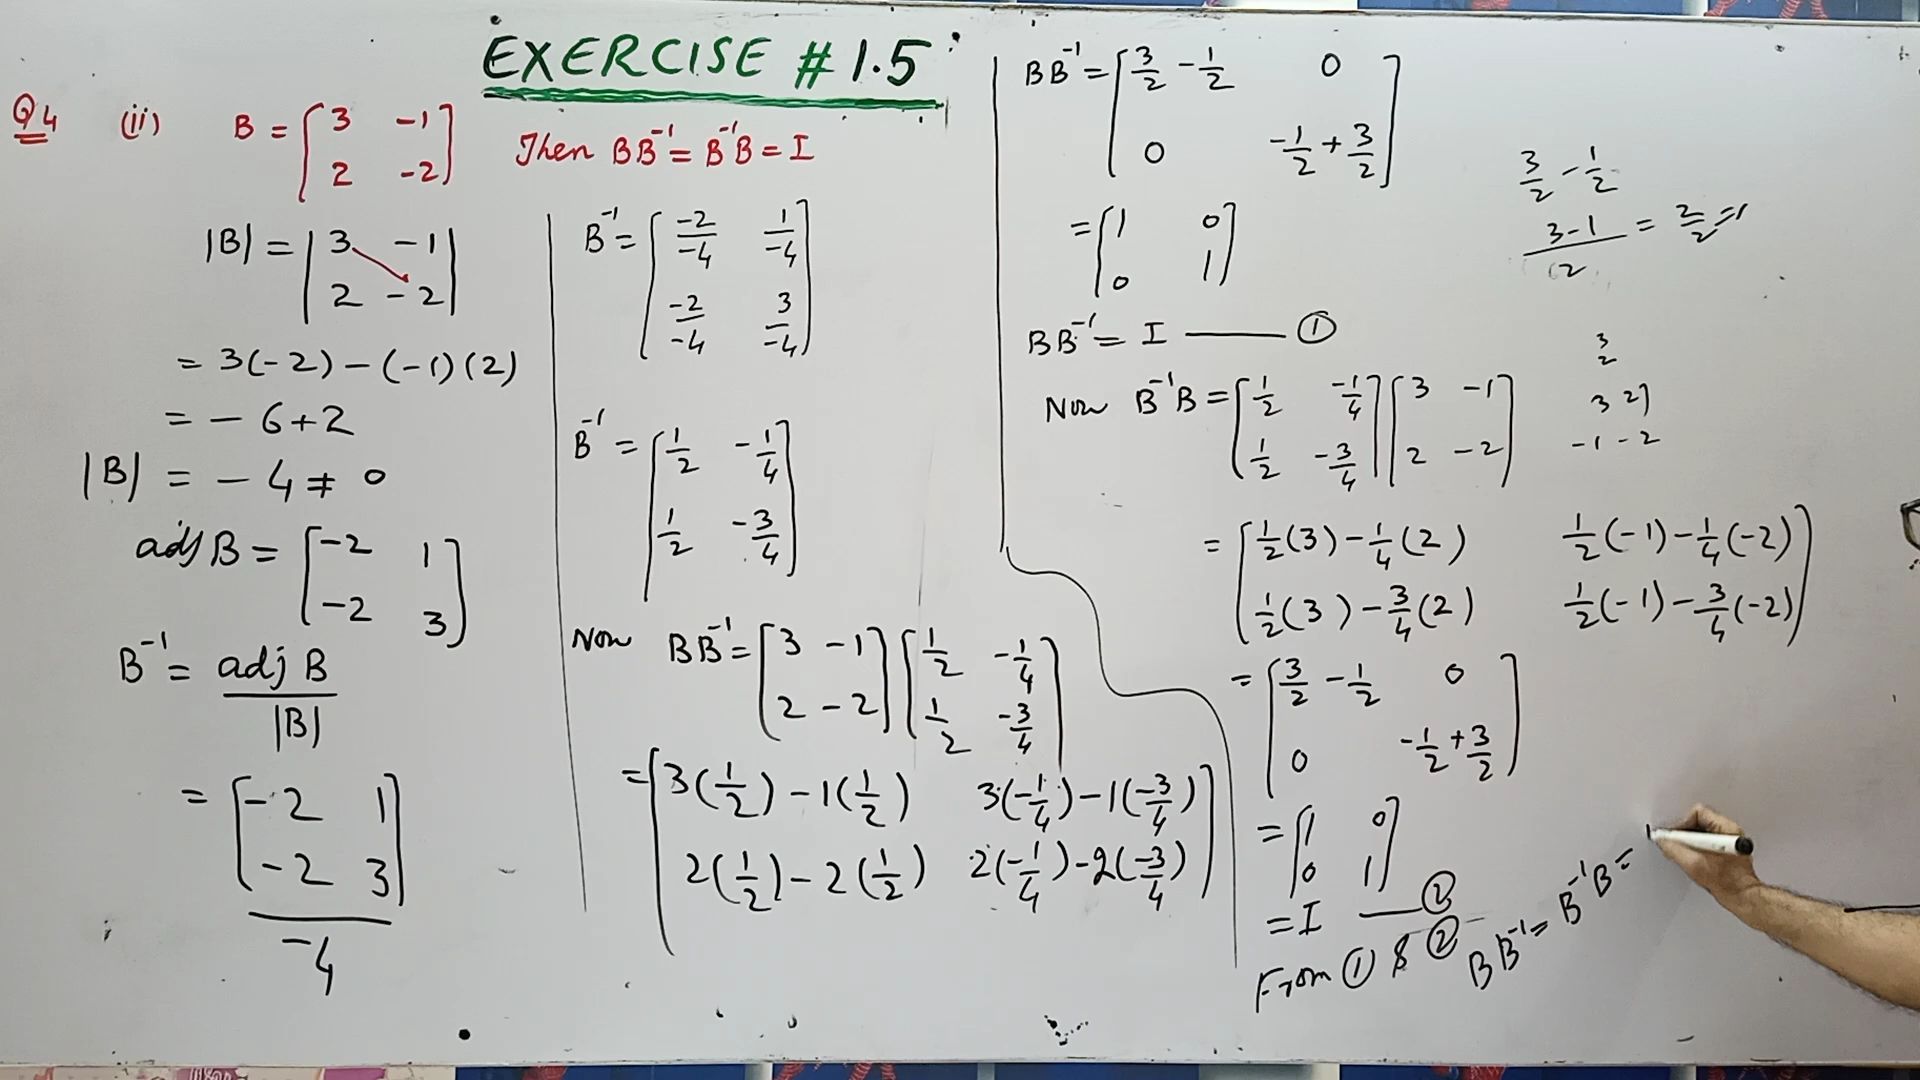 EXERCISE # 1.5
Q4 (ii) B = [3 -1
2 -2] Then BB⁻¹ = B⁻¹B = I
|B| = |3 -1
2 -2|
= 3(-2) - (-1)(2)
= - 6+2
|B| = - 4 ≠ 0
adj B = [-2 1
-2 3]
B⁻¹ = adj B
|B|
= [-2 1
-2 3]
-4
B⁻¹ = [-2/-4 1/-4
-2/-4 3/-4]
B⁻¹ = [1/2 -1/4
1/2 -3/4]
Now BB⁻¹ = [3 -1 [1/2 -1/4
2 -2] 1/2 -3/4]
= [3(1/2) - 1(1/2) 3(-1/4) - 1(-3/4)
2(1/2) - 2(1/2) 2(-1/4) - 2(-3/4)]
BB⁻¹ = [3/2 - 1/2 0
0 -1/2 + 3/2]
= [1 0
0 1]
BB⁻¹ = I ——— ①
Now B⁻¹B = [1/2 -1/4 [3 -1
1/2 -3/4] 2 -2]
= [1/2(3) - 1/4(2) 1/2(-1) - 1/4(-2)
1/2(3) - 3/4(2) 1/2(-1) - 3/4(-2)]
= [3/2 - 1/2 0
0 -1/2 + 3/2]
= [1 0
0 1]
= I ——— ②
From ① & ② BB⁻¹ = B⁻¹B =
3/2 - 1/2
3-1/2 = 2/2 = 1
3
2
3 2]
-1 -2